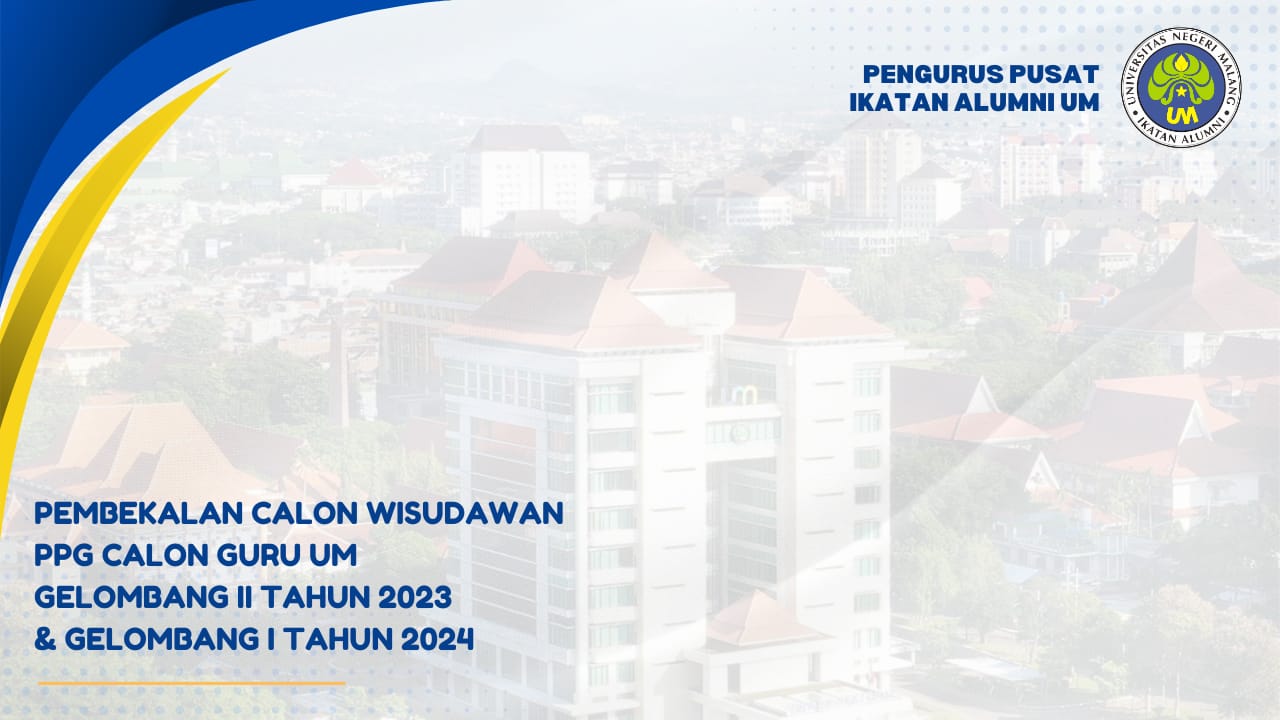 PENGURUS PUSAT
IKATAN ALUMNI UM
UNIVERSITAS NEGERI MALANG
UM
• IKATAN ALUMNI •
um
PEMBEKALAN CALON WISUDAWAN
PPG CALON GURU UM
GELOMBANG II TAHUN 2023
& GELOMBANG I TAHUN 2024